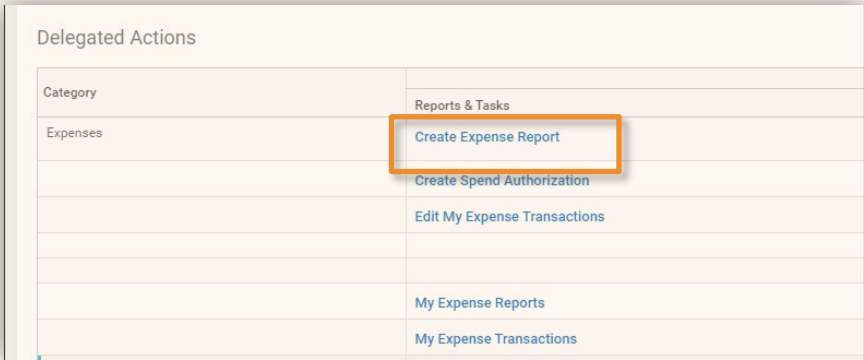 Delegated Actions
Category
Reports & Tasks
Expenses
Create Expense Report
Create Spend Authorization
Edit My Expense Transactions
My Expense Reports
My Expense Transactions